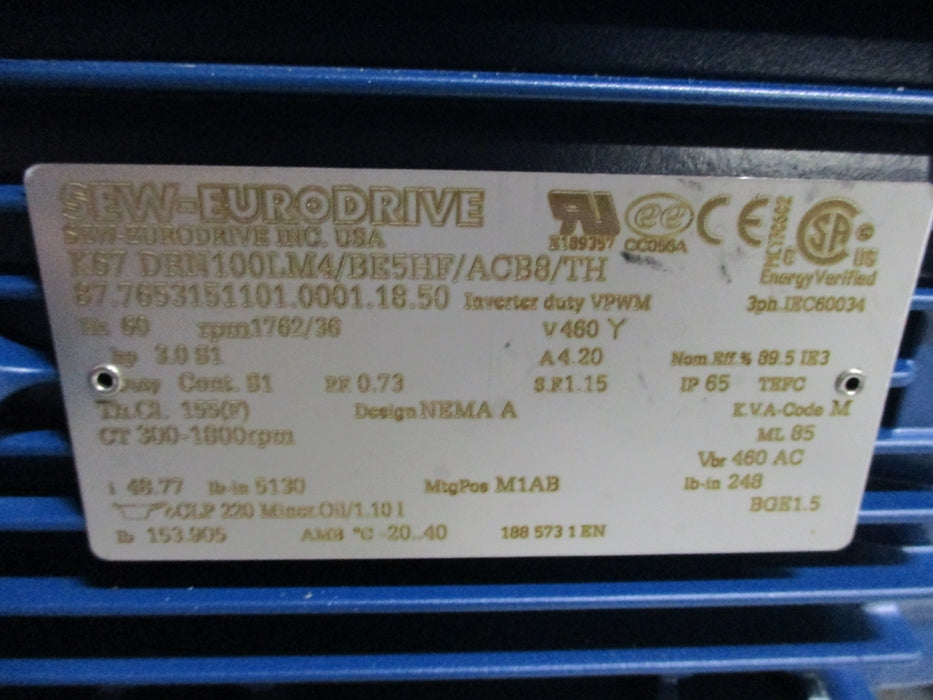 SEW-EURODRIVE
SEW-EURODRIVE INC. USA
E189357 CC056A CE SA US
Energy Verified
K67 DRN100LM4/BE5HF/ACB8/TH
87.7653151101.0001.18.50 Inverter duty VPWM 3ph.IEC60034
Hz 60 rpm1762/36 V 460 Y
hp 3.0 S1 A 4.20 Nom.Eff.% 89.5 IE3
Duty Cont. S1 P.F. 0.73 S.F.1.15 IP 65 TEFC
Th.Cl. 155(F) Design NEMA A K.V.A-Code M
CT 300-1800rpm ML 85
Vbr 460 AC
i 48.77 lb-in 5130 MtgPos M1AB lb-in 248
CLP 220 Miner.Oil/1.10 l BGE1.5
lb 153.905 AMB °C -20..40 188 573 1 EN